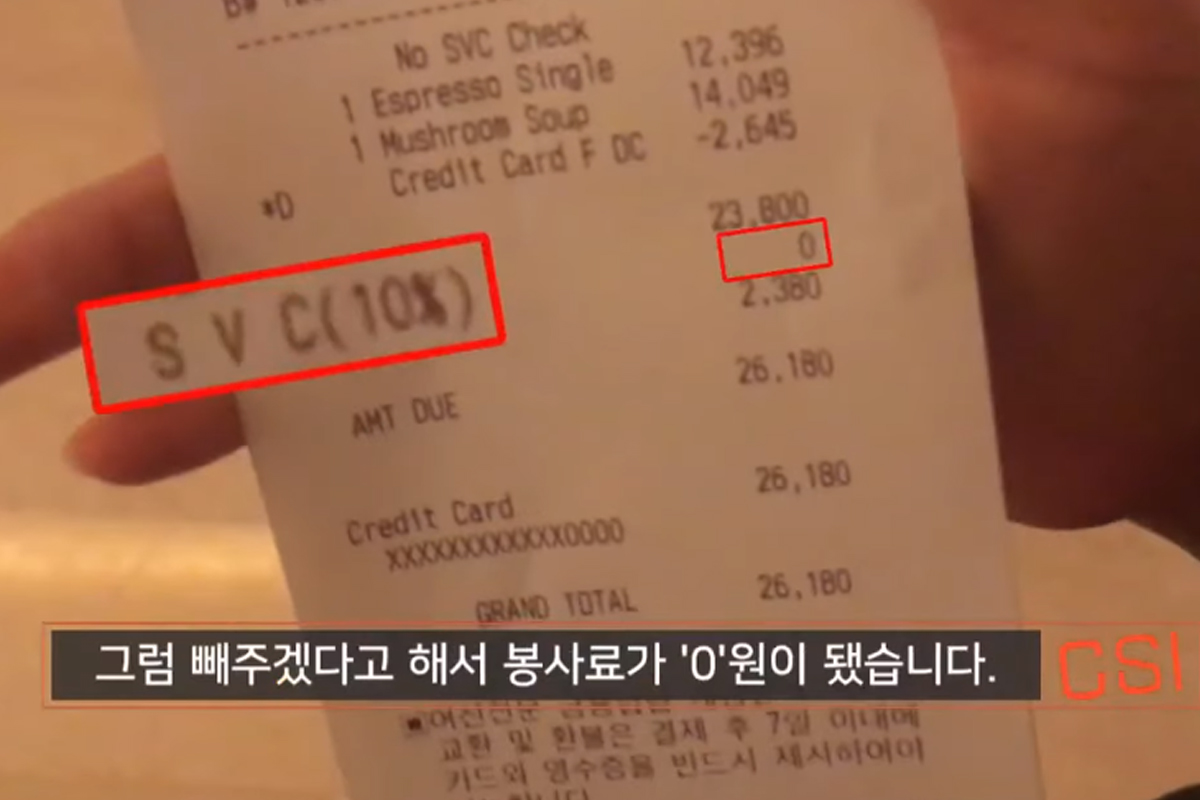 No SVC Check
1 Espresso Single 12,396
1 Mushroom Soup 14,049
*D Credit Card F DC -2,645
23,800
S V C(10%) 0
2,380
AMT DUE 26,180
Credit Card 26,180
XXXXXXXXXXXX0000
GRAND TOTAL 26,180
그럼 빼주겠다고 해서 봉사료가 '0'원이 됐습니다.
CSI
교환 및 환불은 결제 후 7일 이내에
카드와 영수증을 반드시 제시하여야